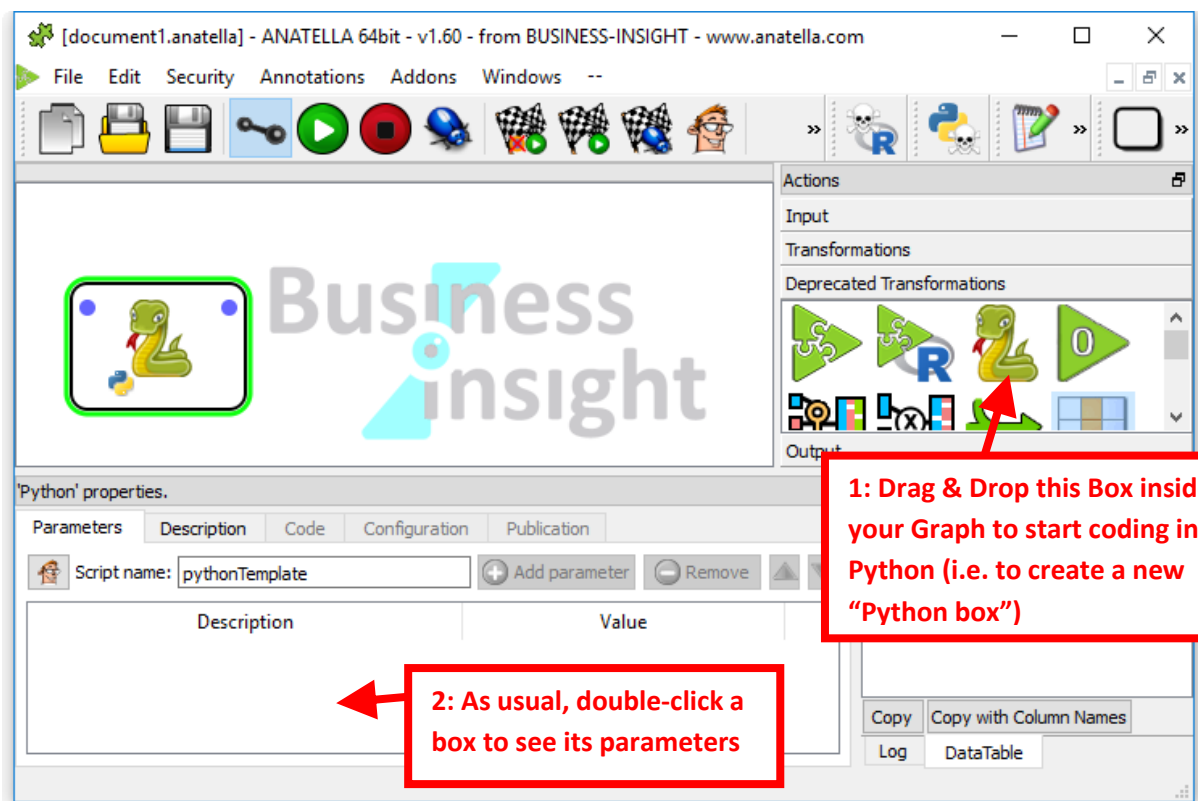 [document1.anatella] - ANATELLA 64bit - v1.60 - from BUSINESS-INSIGHT - www.anatella.com
File Edit Security Annotations Addons Windows --
» R » »
Business
insight
Actions
Input
Transformations
Deprecated Transformations
R 0
(x)
Output
1: Drag & Drop this Box insid
your Graph to start coding in
Python (i.e. to create a new
“Python box”)
'Python' properties.
Parameters Description Code Configuration Publication
Script name: pythonTemplate Add parameter Remove
Description Value
2: As usual, double-click a
box to see its parameters
Copy Copy with Column Names
Log DataTable